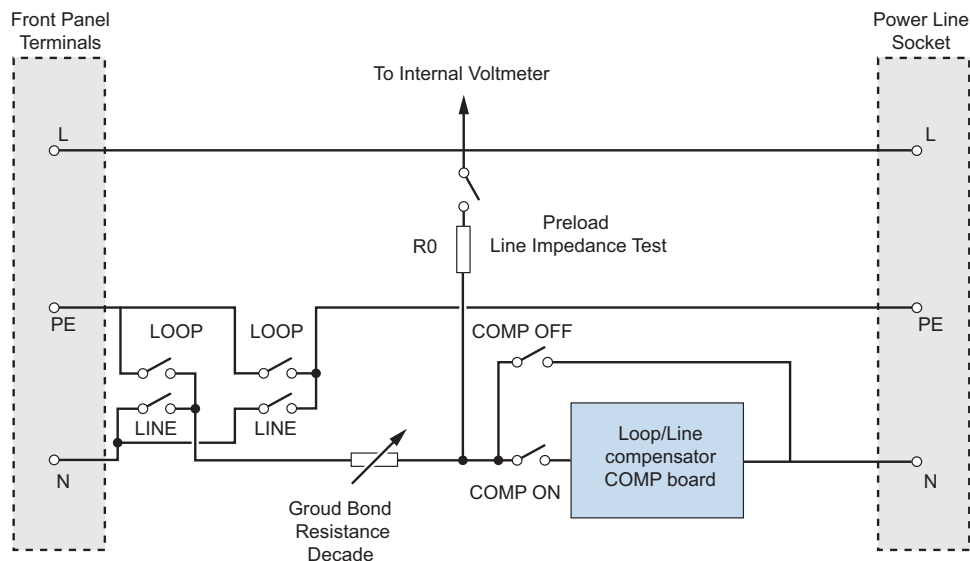 Front Panel
Terminals
Power Line
Socket
To Internal Voltmeter
L
L
R0
Preload
Line Impedance Test
PE
PE
LOOP
LOOP
COMP OFF
LINE
LINE
Loop/Line
compensator
COMP board
N
N
COMP ON
Groud Bond
Resistance
Decade